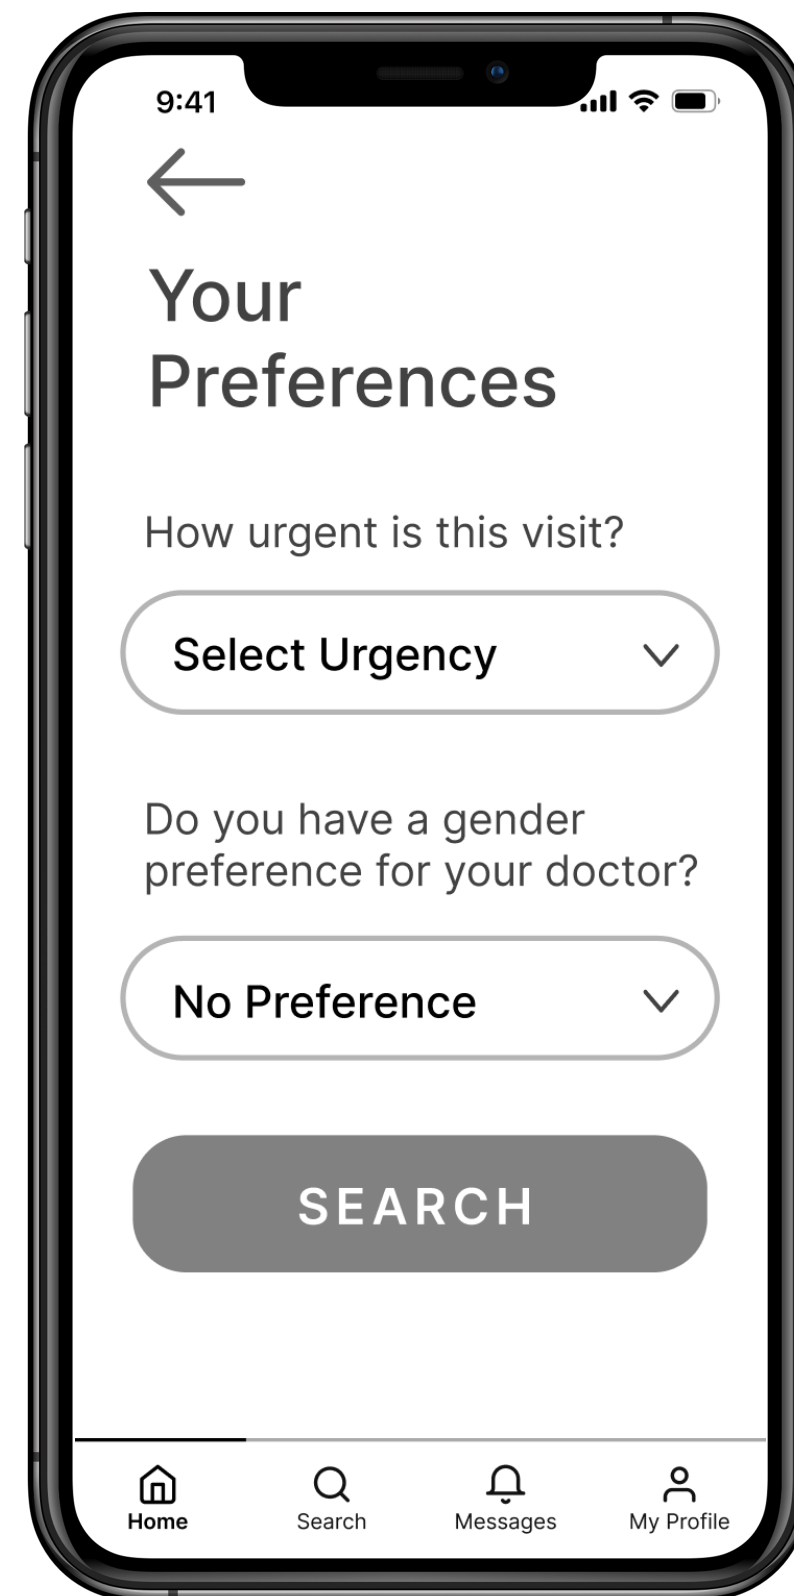 9:41
Your
Preferences
How urgent is this visit?
Select Urgency
Do you have a gender
preference for your doctor?
No Preference
SEARCH
Home Search Messages My Profile